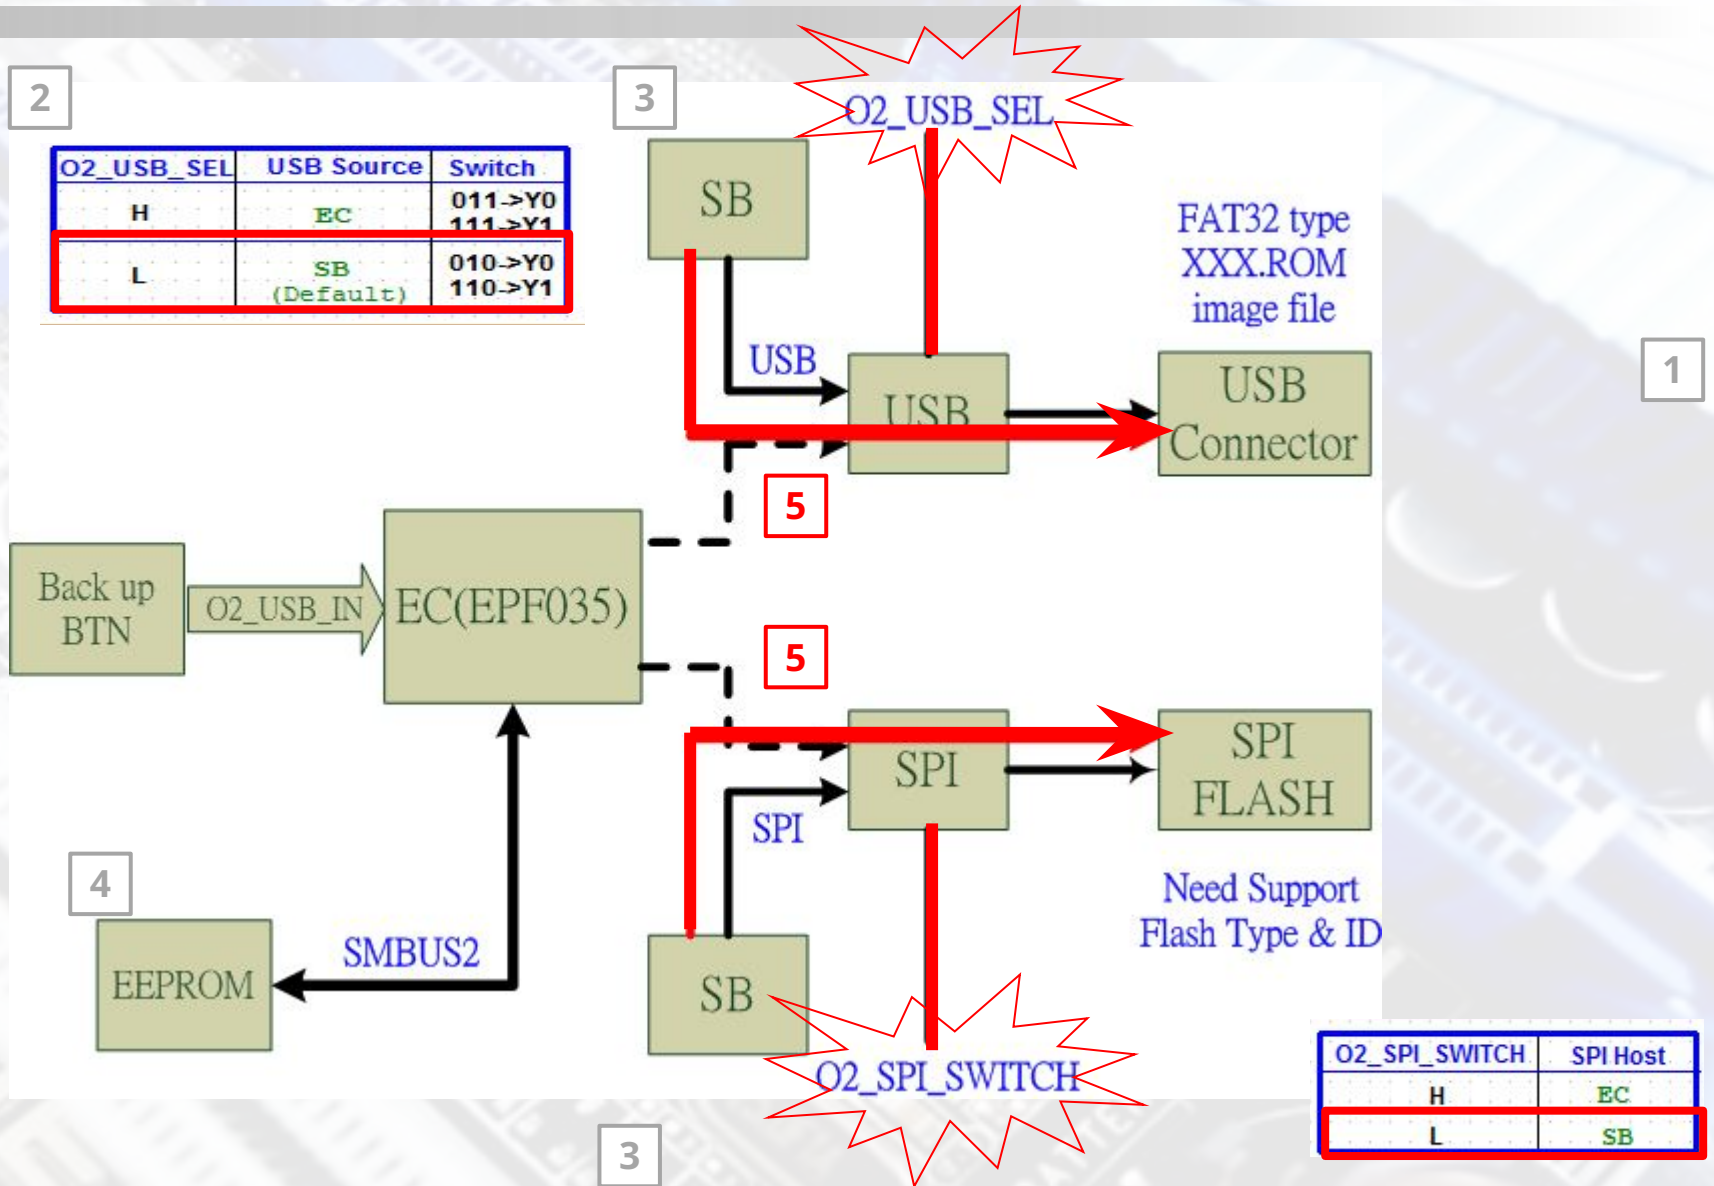 2
3
O2_USB_SEL
O2_USB_SEL USB Source Switch
H EC 011->Y0
111->Y1
L SB 010->Y0
(Default) 110->Y1
SB
FAT32 type
XXX.ROM
image file
1
USB
USB
USB
Connector
5
Back up
BTN
O2_USB_IN
EC(EPF035)
5
SPI
SPI
SPI
FLASH
4
EEPROM
SMBUS2
SB
Need Support
Flash Type & ID
O2_SPI_SWITCH
O2_SPI_SWITCH SPI Host
H EC
L SB
3